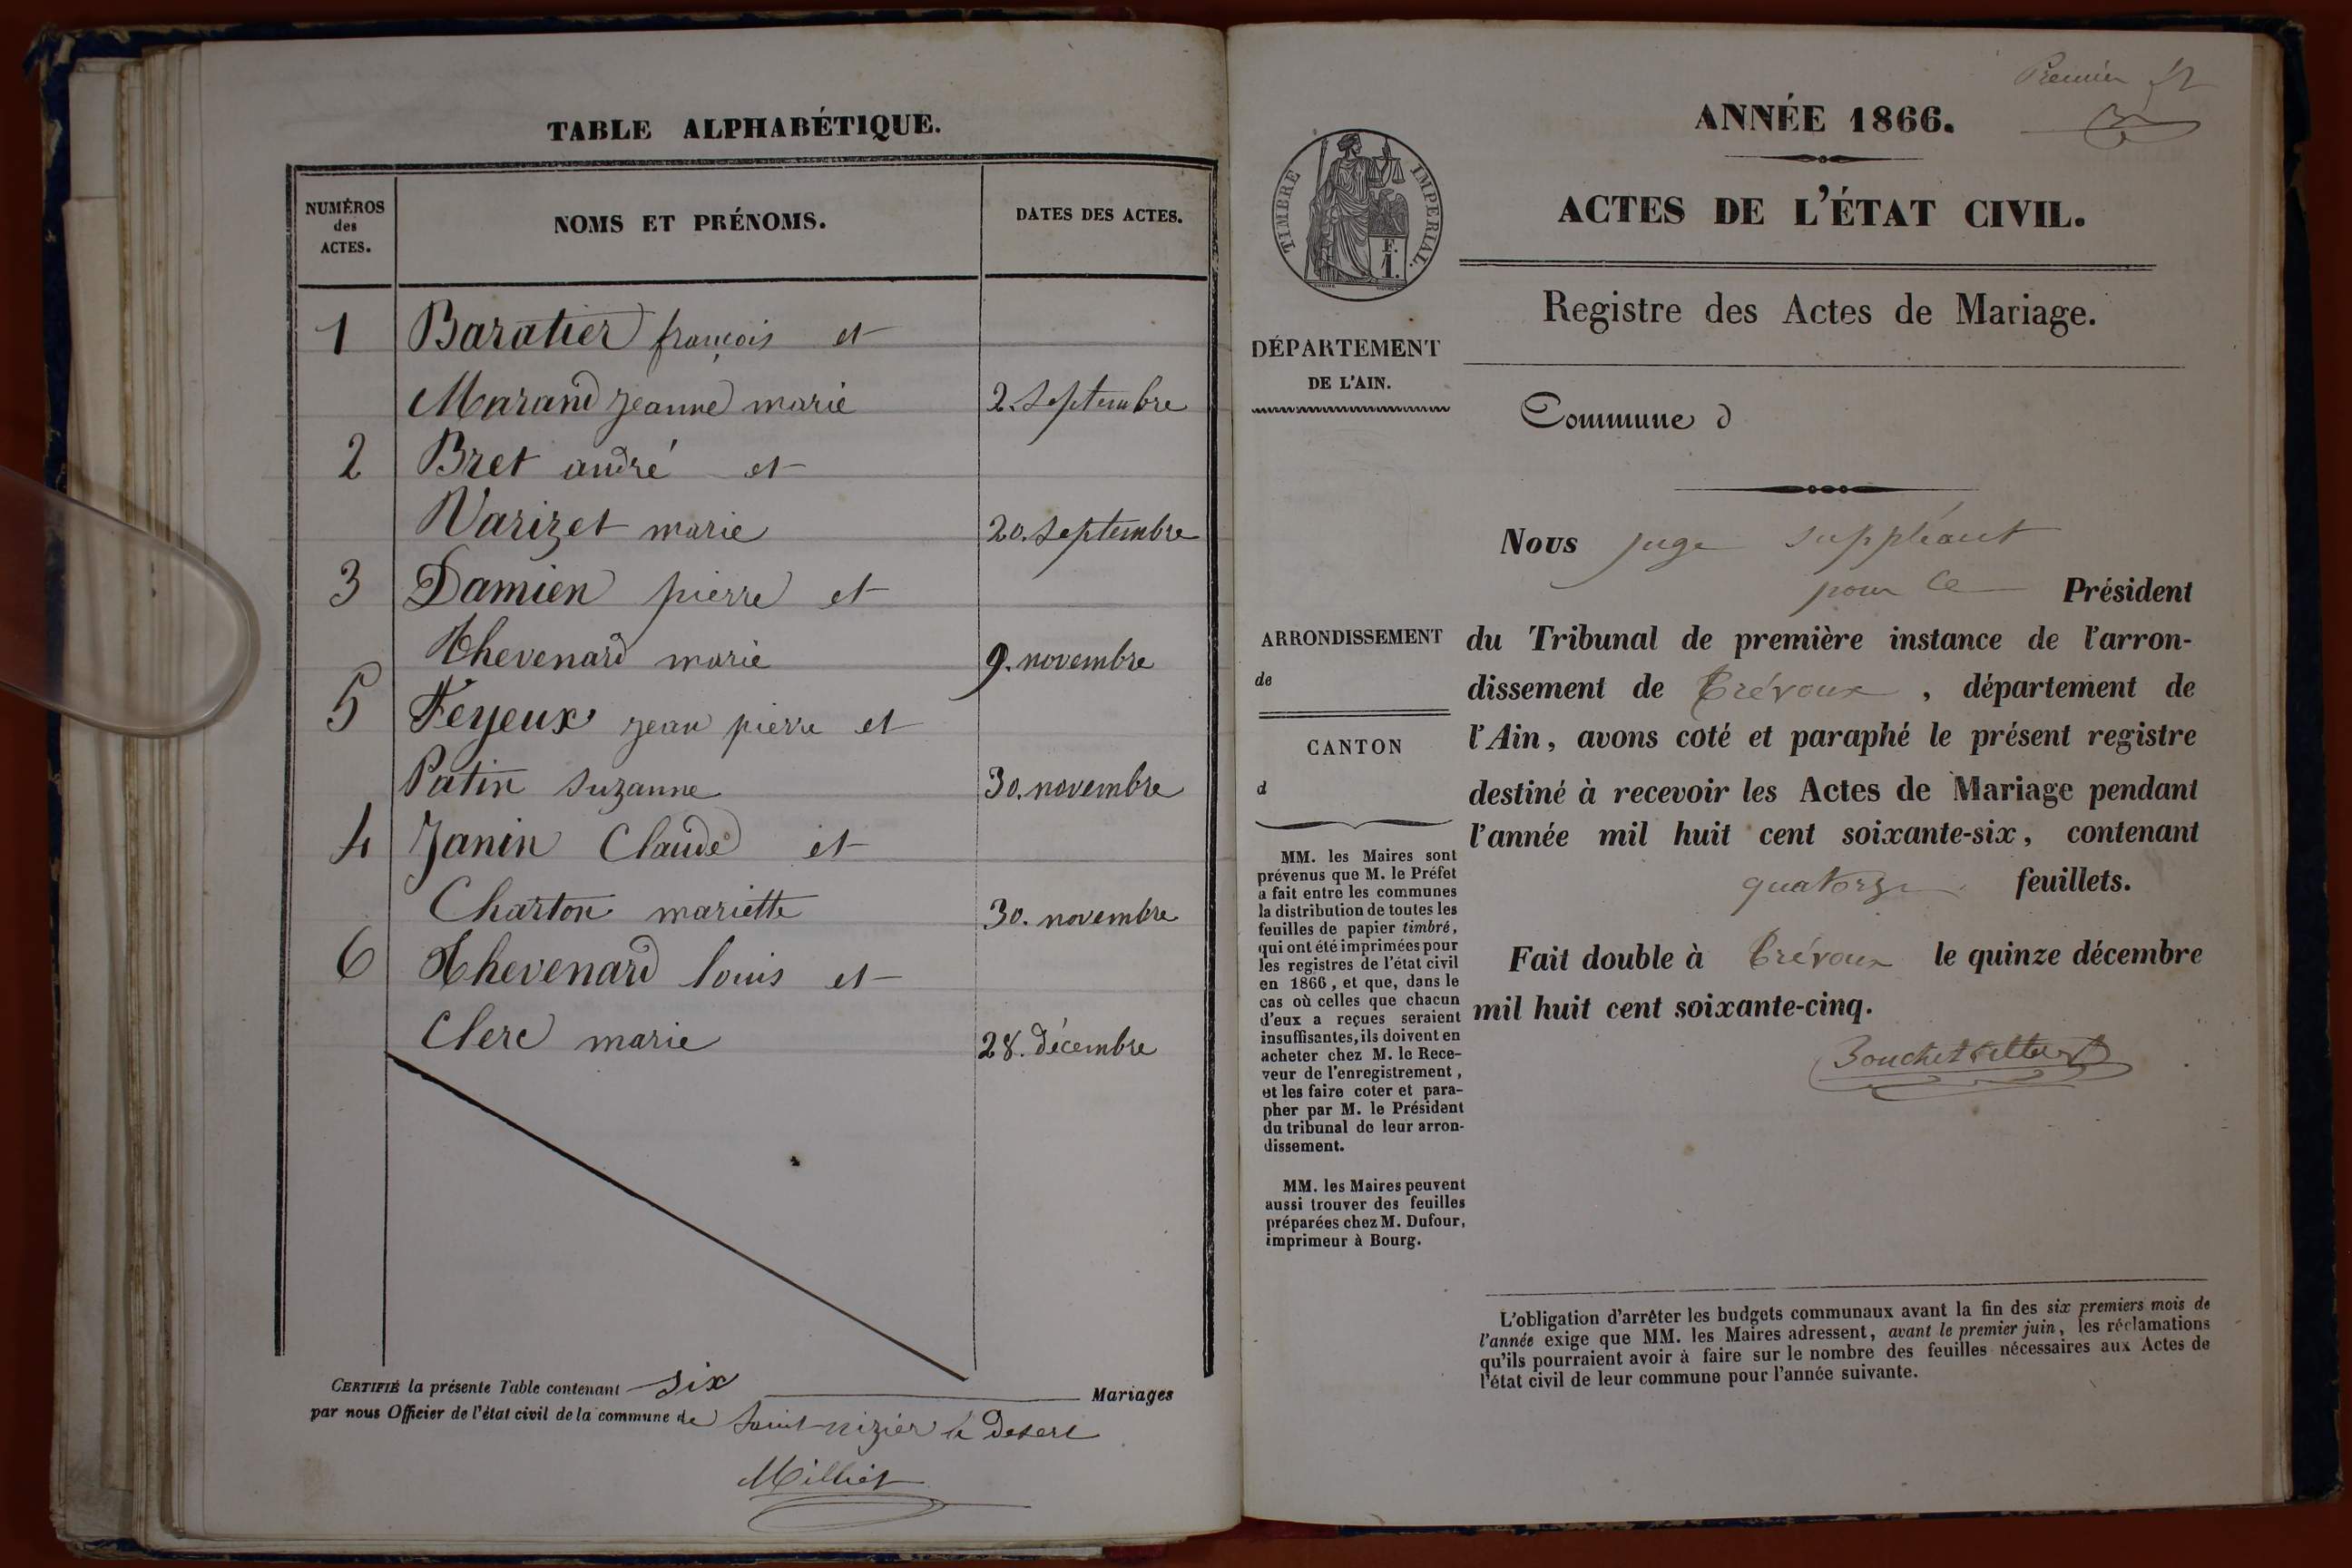 TABLE ALPHABÉTIQUE.
NUMÉROS
des
ACTES.
NOMS ET PRÉNOMS.
DATES DES ACTES.
1 Baratier françois et
Marand jeanne marie 2. septembre
2 Bret andré et
Varizet marie 20. septembre
3 Damien pierre et
Thevenard marie 9. novembre
5 Feyeux jean pierre et
Patin suzanne 30. novembre
4 Janin Claude et
Charton mariette 30. novembre
6 Thevenard louis et
Clerc marie 28. décembre
CERTIFIÉ la présente Table contenant six Mariages
par nous Officier de l'état civil de la commune de Saint-nizier le Desert
Milliet
Premier
ANNÉE 1866.
ACTES DE L'ÉTAT CIVIL.
Registre des Actes de Mariage.
TIMBRE IMPERIAL.
F.
1.
DÉPARTEMENT
DE L'AIN.
Commune d
Nous juge suppléant
pour le Président
du Tribunal de première instance de l'arron-
dissement de Trévoux, département de
l'Ain, avons coté et paraphé le présent registre
destiné à recevoir les Actes de Mariage pendant
l'année mil huit cent soixante-six, contenant
quatorze feuillets.
Fait double à Trévoux le quinze décembre
mil huit cent soixante-cinq.
ARRONDISSEMENT
de
CANTON
d
MM. les Maires sont
prévenus que M. le Préfet
a fait entre les communes
la distribution de toutes les
feuilles de papier timbré,
qui ont été imprimées pour
les registres de l'état civil
en 1866, et que, dans le
cas où celles que chacun
d'eux a reçues seraient
insuffisantes, ils doivent en
acheter chez M. le Rece-
veur de l'enregistrement,
et les faire coter et para-
pher par M. le Président
du tribunal de leur arron-
dissement.
MM. les Maires peuvent
aussi trouver des feuilles
préparées chez M. Dufour,
imprimeur à Bourg.
L'obligation d'arrêter les budgets communaux avant la fin des six premiers mois de
l'année exige que MM. les Maires adressent, avant le premier juin, les réclamations
qu'ils pourraient avoir à faire sur le nombre des feuilles nécessaires aux Actes de
l'état civil de leur commune pour l'année suivante.